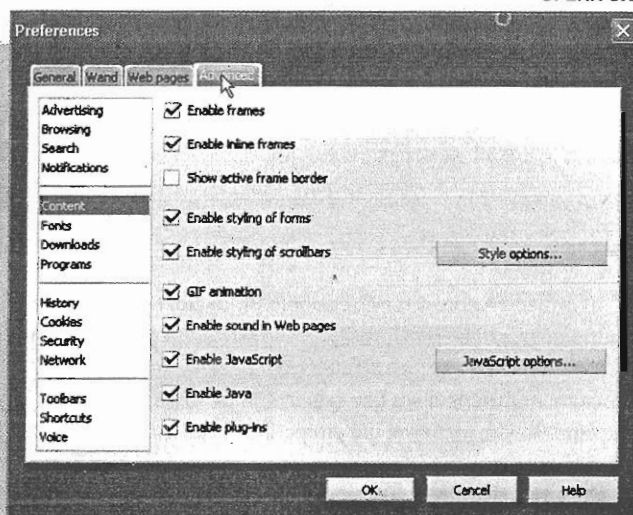 Preferences
General Wand Web pages Advanced
Advertising
Browsing
Search
Notifications
Content
Fonts
Downloads
Programs
History
Cookies
Security
Network
Toolbars
Shortcuts
Voice
Enable frames
Enable inline frames
Show active frame border
Enable styling of forms
Enable styling of scrollbars
Style options...
GIF animation
Enable sound in Web pages
Enable JavaScript
JavaScript options...
Enable Java
Enable plug-ins
OK
Cancel
Help